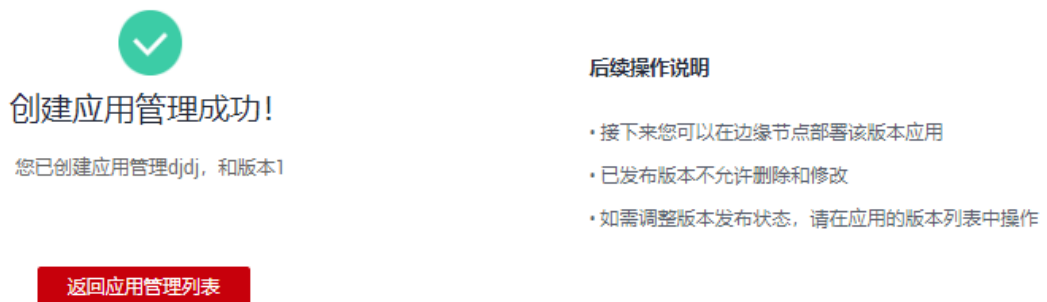 创建应用管理成功！
您已创建应用管理djdj，和版本1
返回应用管理列表
后续操作说明
• 接下来您可以在边缘节点部署该版本应用
• 已发布版本不允许删除和修改
• 如需调整版本发布状态，请在应用的版本列表中操作